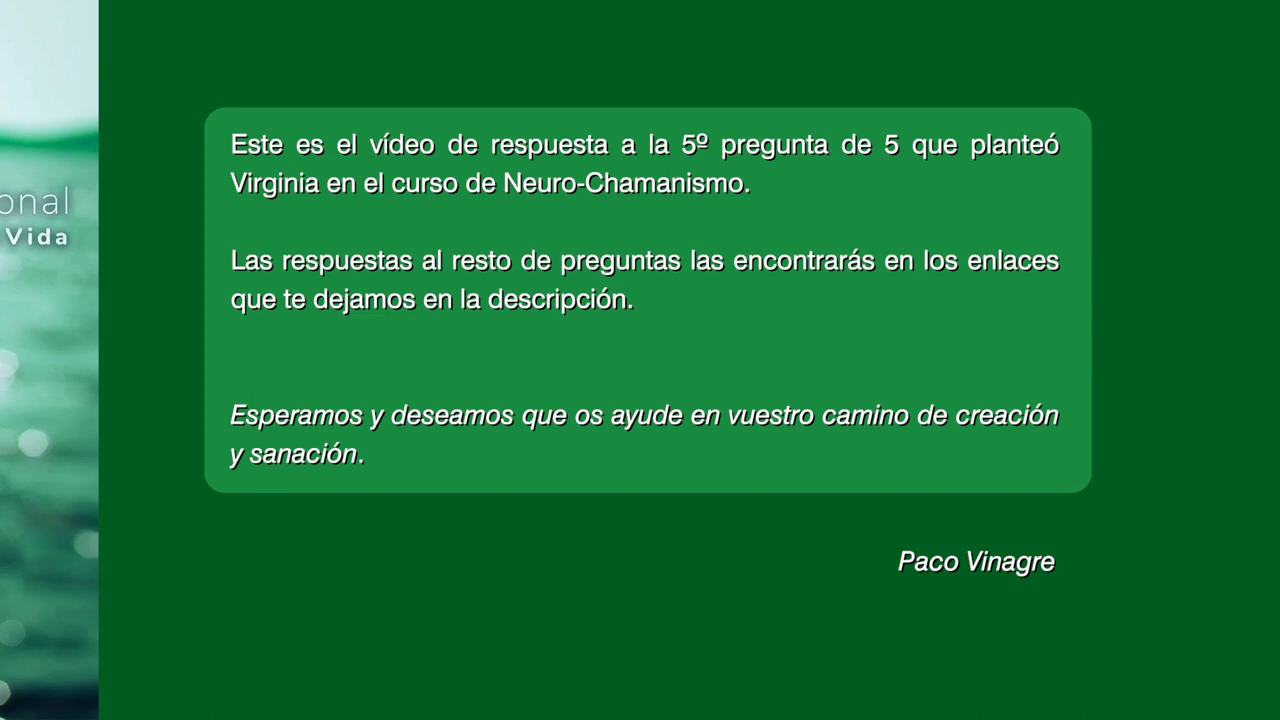 onal
Vida
Este es el vídeo de respuesta a la 5º pregunta de 5 que planteó
Virginia en el curso de Neuro-Chamanismo.
Las respuestas al resto de preguntas las encontrarás en los enlaces
que te dejamos en la descripción.
Esperamos y deseamos que os ayude en vuestro camino de creación
y sanación.
Paco Vinagre